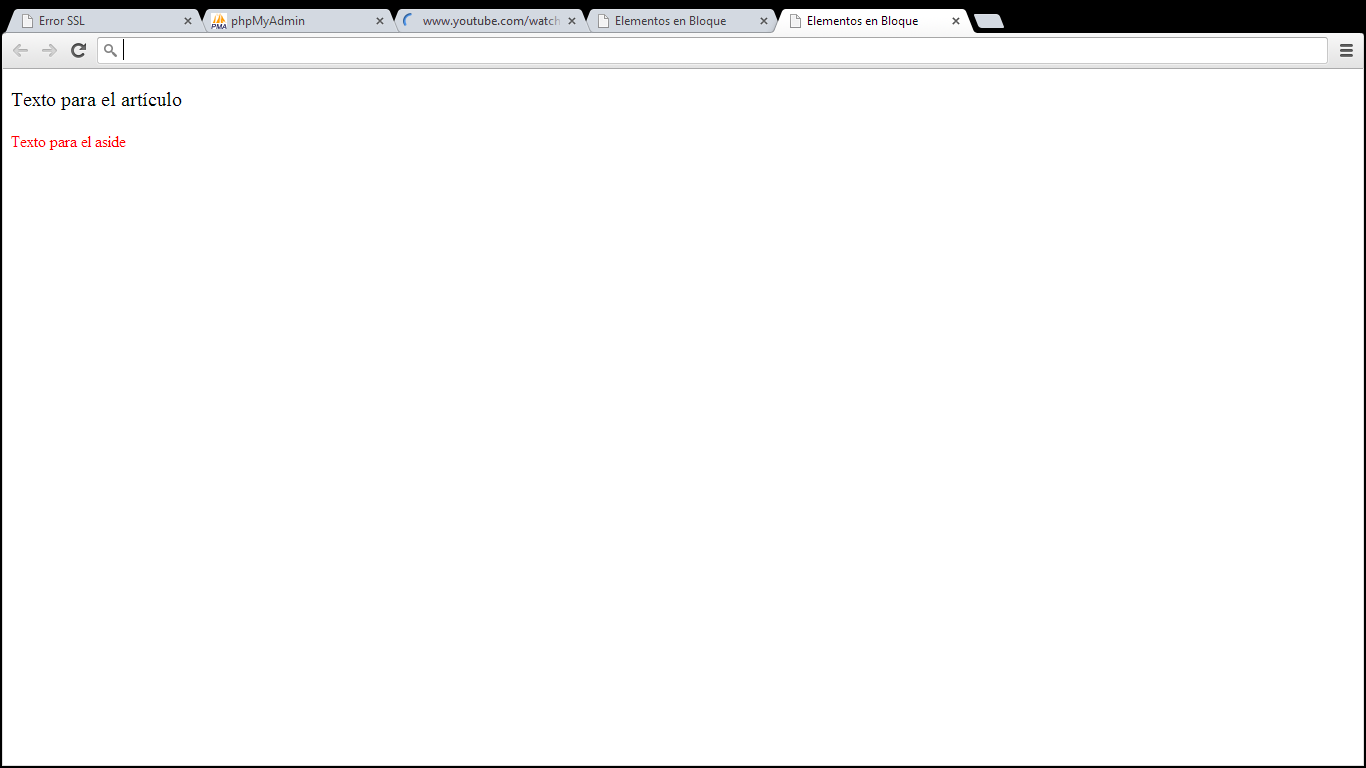 Error SSL
PMA phpMyAdmin
www.youtube.com/watch
Elementos en Bloque
Elementos en Bloque
Texto para el artículo
Texto para el aside